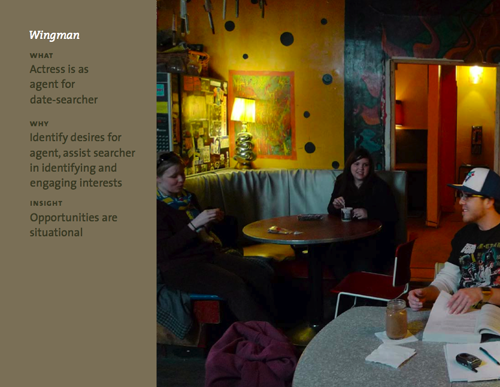 Wingman
WHAT
Actress is as
agent for
date-searcher
WHY
Identify desires for
agent, assist searcher
in identifying and
engaging interests
INSIGHT
Opportunities are
situational